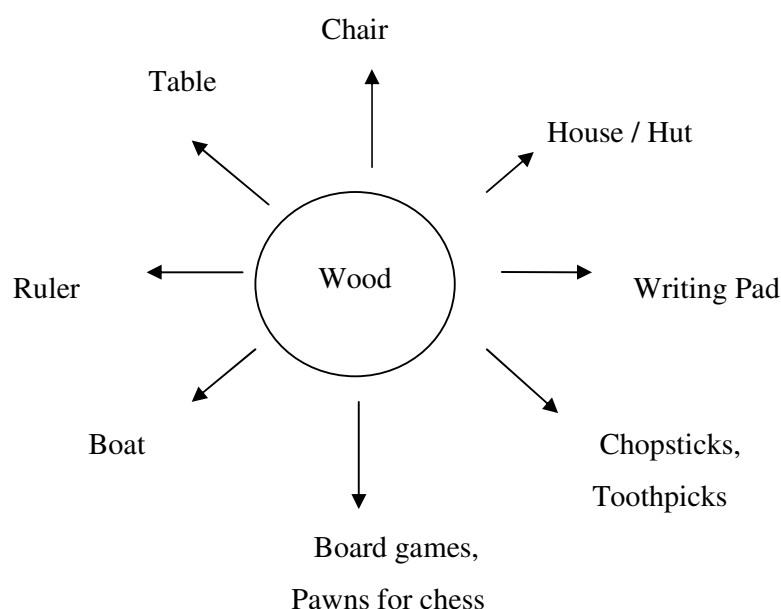 Chair
Table
House / Hut
Wood
Ruler
Writing Pad
Boat
Chopsticks,
Toothpicks
Board games,
Pawns for chess